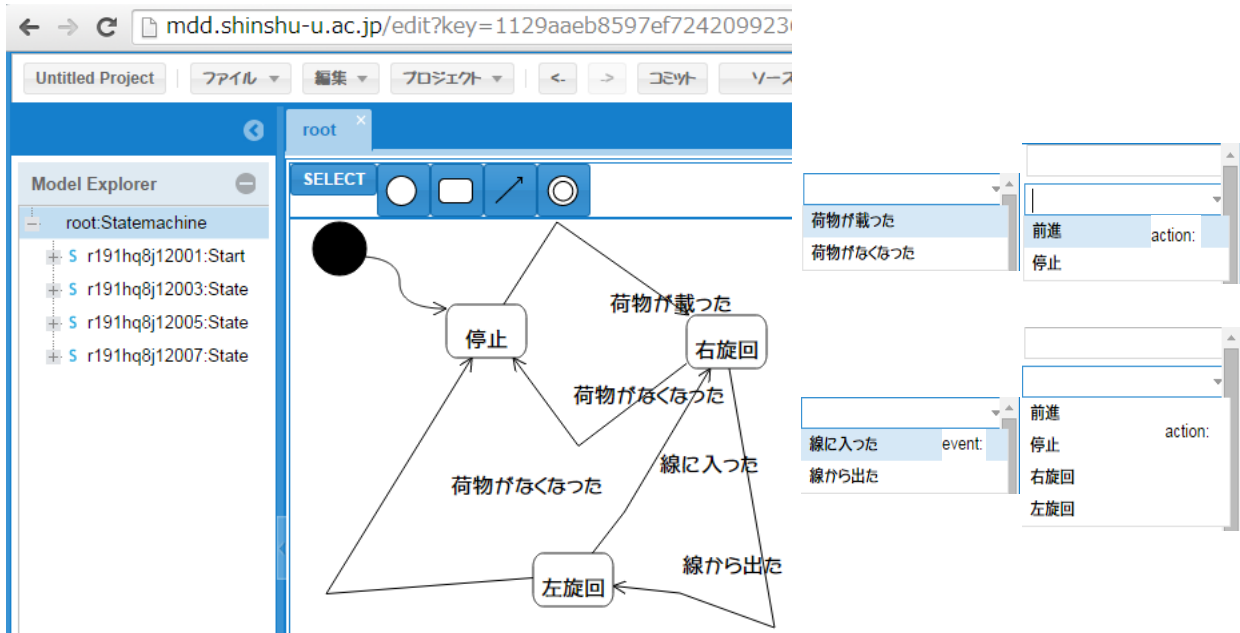 mdd.shinshu-u.ac.jp/edit?key=1129aaeb8597ef7242099236
Untitled Project ファイル 編集 プロジェクト <- -> コミット ソース
root
Model Explorer
SELECT
root:Statemachine
S r191hq8j12001:Start
S r191hq8j12003:State
S r191hq8j12005:State
S r191hq8j12007:State
荷物が載った
停止
右旋回
荷物がなくなった
線に入った
荷物がなくなった
線から出た
左旋回
荷物が載った
荷物がなくなった
前進
action:
停止
線に入った
event:
線から出た
前進
action:
停止
右旋回
左旋回